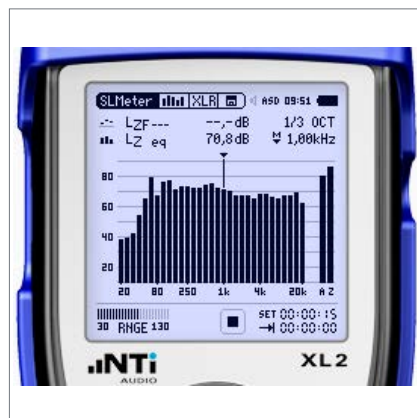 SLMeter XLR ASD 09:51
LZF--- --,-dB 1/3 OCT
LZ eq 70,8dB M 1,00kHz
80
60
40
20
20 80 250 1k 4k 20k A Z
30 RNGE 130
SET 00:00:15
00:00:00
NTi
AUDIO
XL2